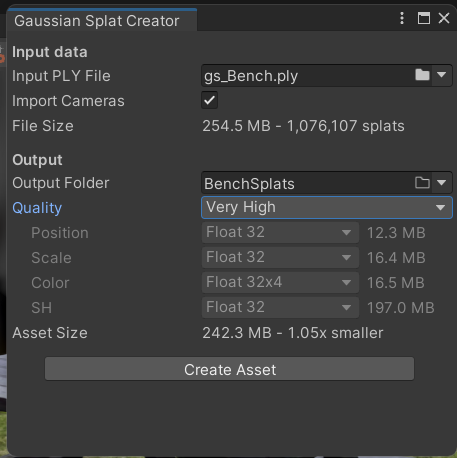 Gaussian Splat Creator
Input data
Input PLY File gs_Bench.ply
Import Cameras
File Size 254.5 MB - 1,076,107 splats
Output
Output Folder BenchSplats
Quality Very High
Position Float 32 12.3 MB
Scale Float 32 16.4 MB
Color Float 32x4 16.5 MB
SH Float 32 197.0 MB
Asset Size 242.3 MB - 1.05x smaller
Create Asset